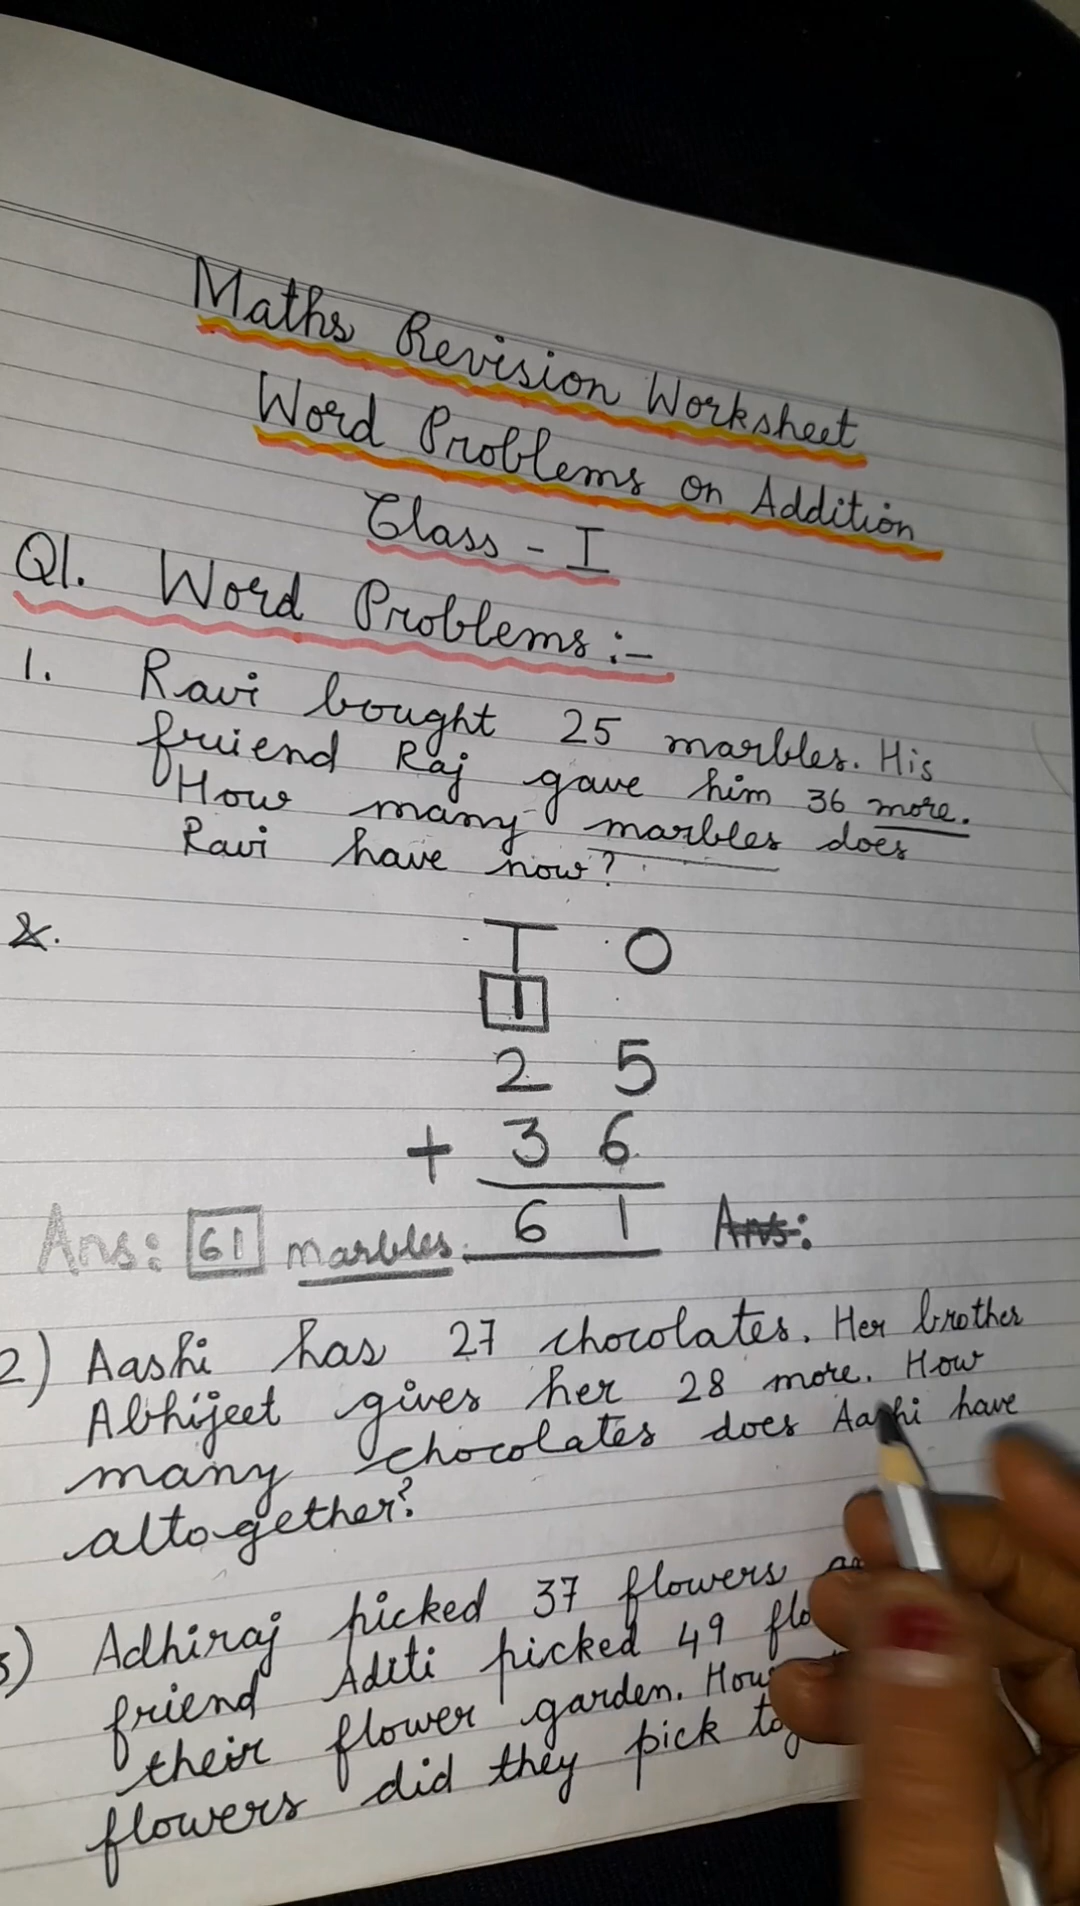 Maths Revision Worksheet
Word Problems on Addition
Class - I
Q1. Word Problems :-
1. Ravi bought 25 marbles. His
friend Raj gave him 36 more.
How many marbles does
Ravi have now?
2.
T O
1
2 5
+ 3 6
6 1 Ans:
Ans: 61 marbles.
2) Aashi has 27 chocolates. Her brother
Abhijeet gives her 28 more. How
many chocolates does Aashi have
altogether?
Adhiraj picked 37 flowers
friend Aditi picked 49
their flower garden.
flowers did they pick